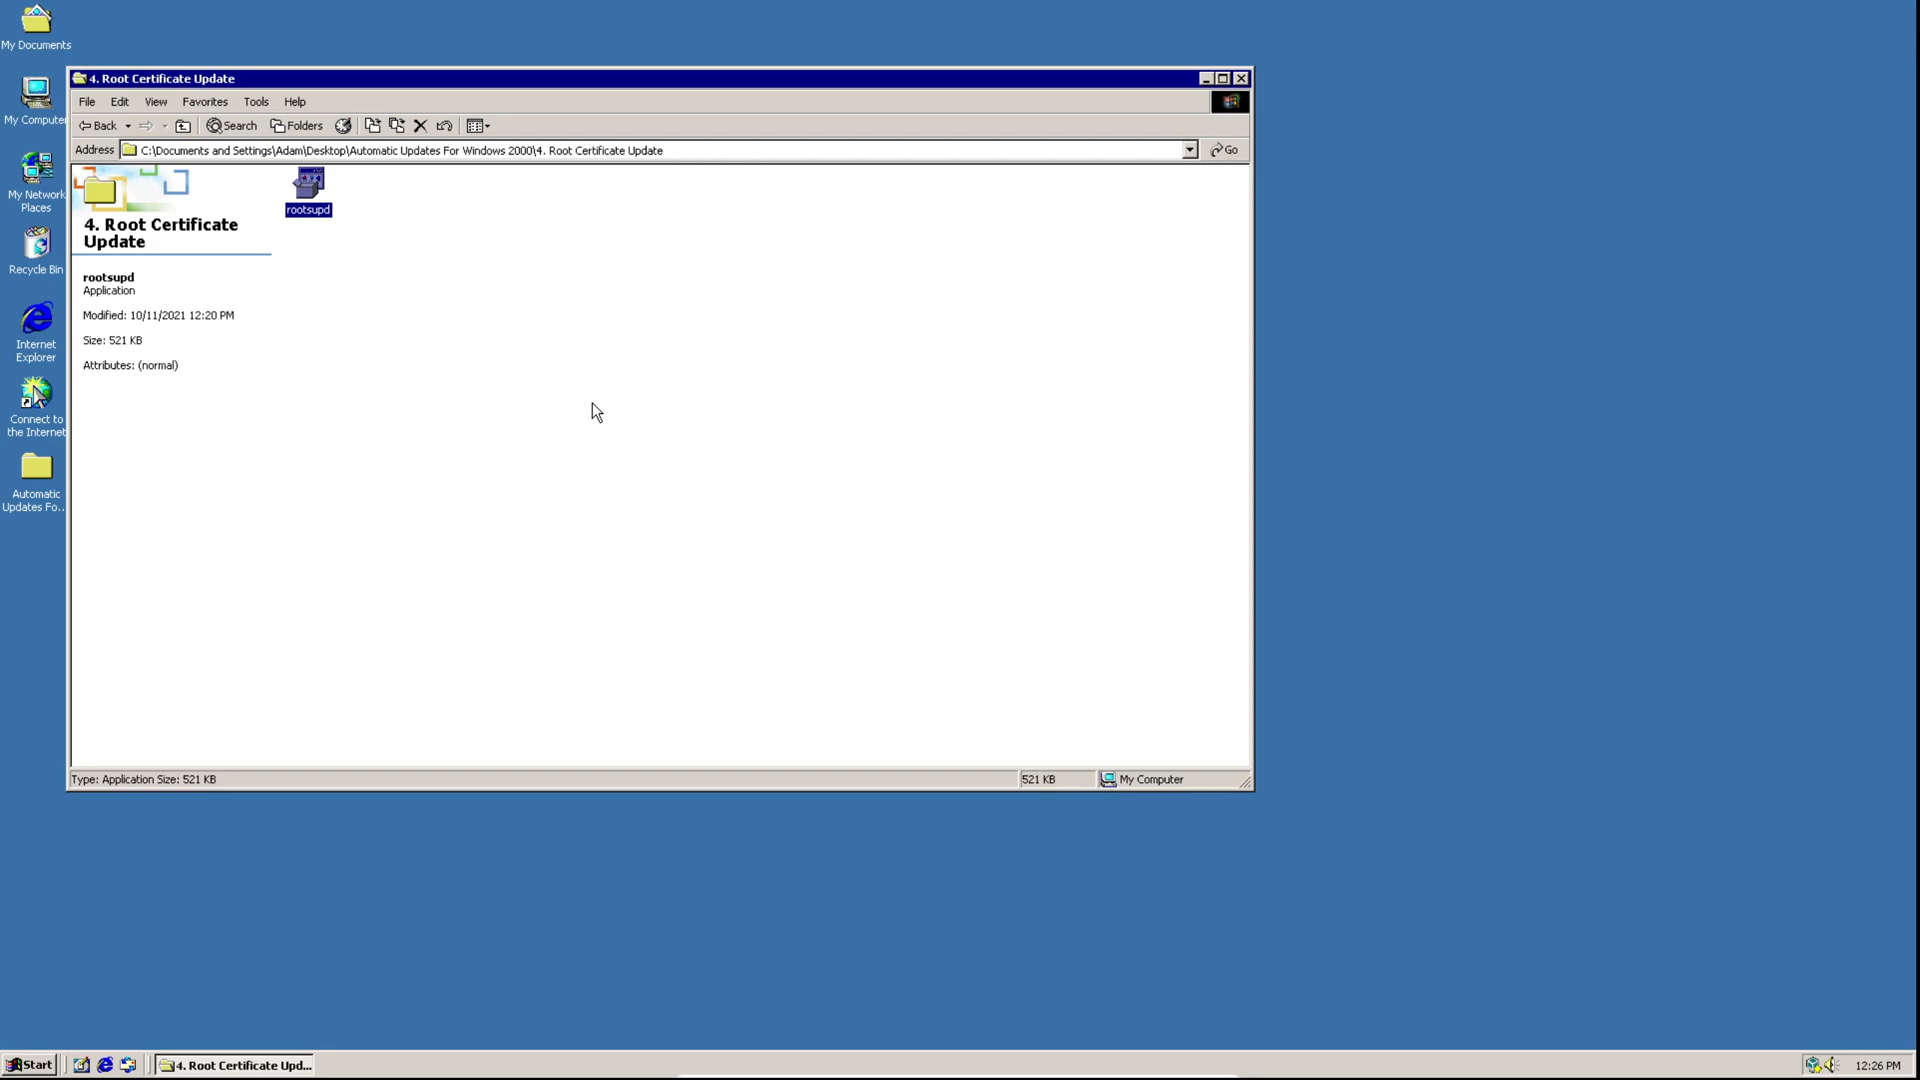 My Documents
My Computer
My Network
Places
Recycle Bin
Internet
Explorer
Connect to
the Internet
Automatic
Updates Fo...
4. Root Certificate Update
File Edit View Favorites Tools Help
Back Search Folders
Address C:\Documents and Settings\Adam\Desktop\Automatic Updates For Windows 2000\4. Root Certificate Update Go
4. Root Certificate
Update
rootsupd
Application
Modified: 10/11/2021 12:20 PM
Size: 521 KB
Attributes: (normal)
rootsupd
Type: Application Size: 521 KB 521 KB My Computer
Start 4. Root Certificate Upd... 12:26 PM